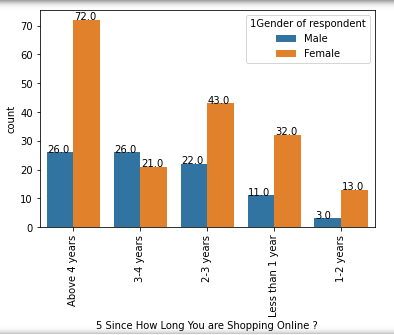 1Gender of respondent
Male
Female
count
70
60
50
40
30
20
10
0
26.0
72.0
26.0
21.0
22.0
43.0
11.0
32.0
3.0
13.0
Above 4 years
3-4 years
2-3 years
Less than 1 year
1-2 years
5 Since How Long You are Shopping Online ?